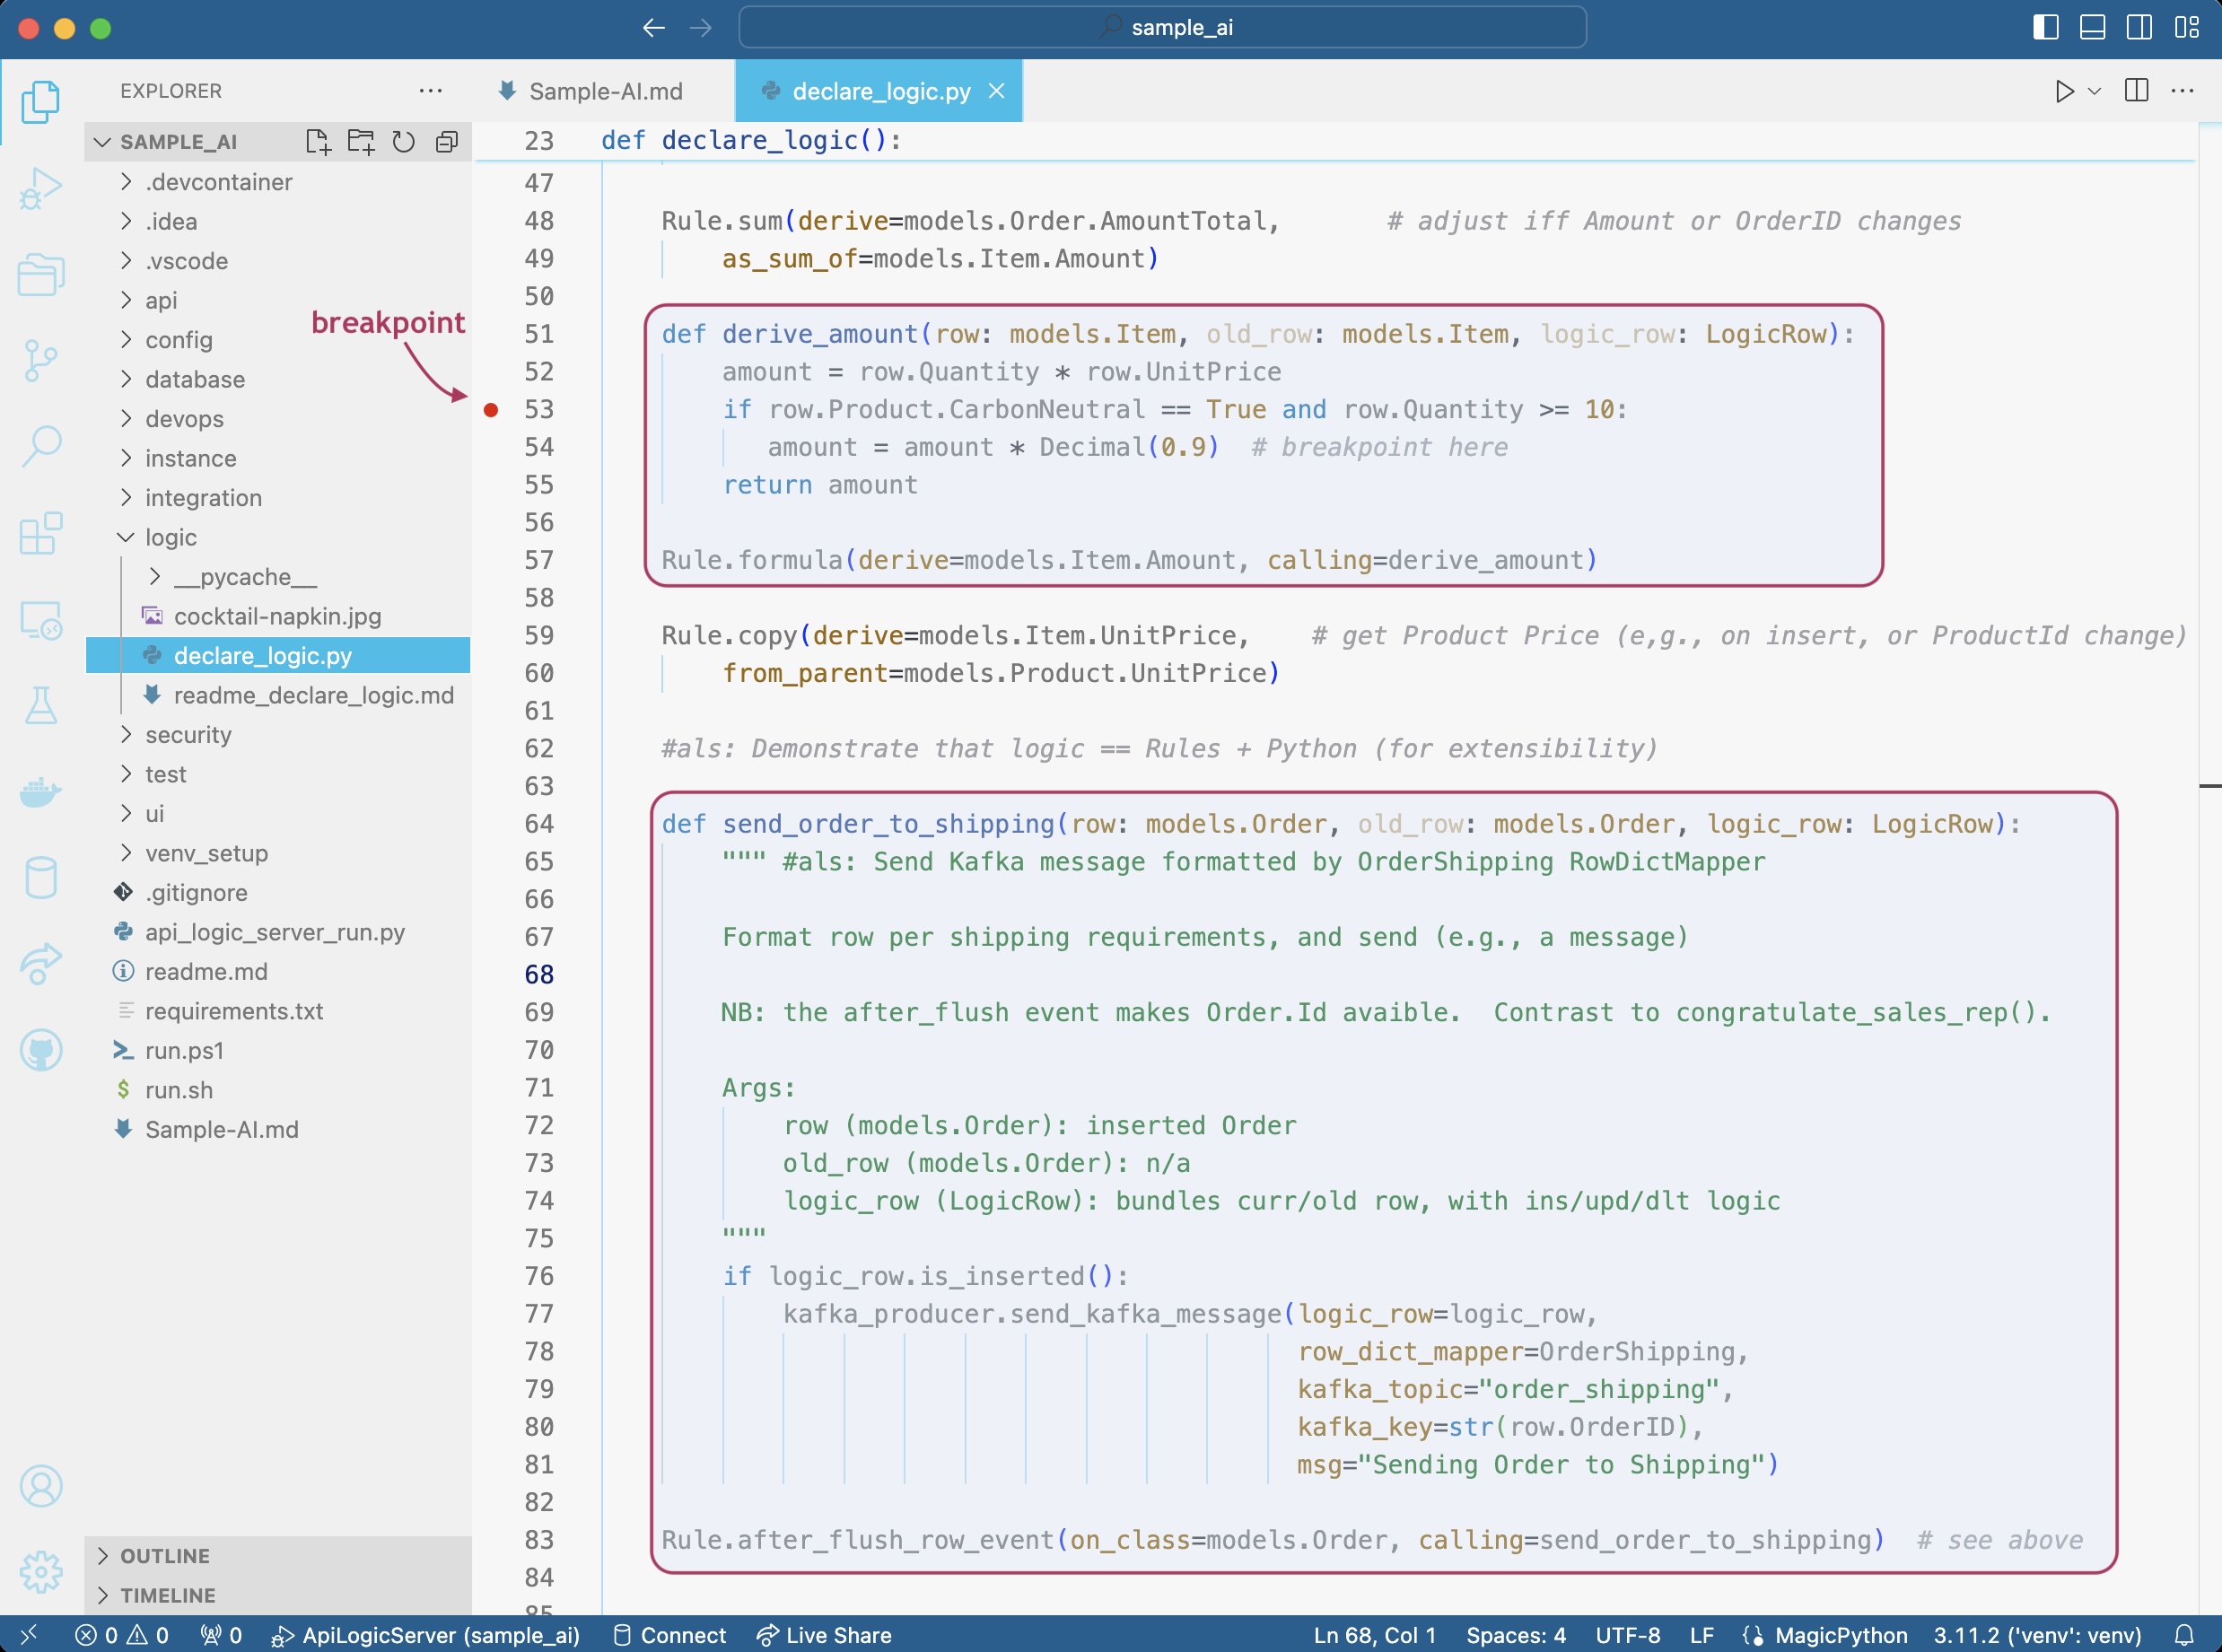 sample_ai
EXPLORER
SAMPLE_AI
.devcontainer
.idea
.vscode
api
config
database
devops
instance
integration
logic
__pycache__
cocktail-napkin.jpg
declare_logic.py
readme_declare_logic.md
security
test
ui
venv_setup
.gitignore
api_logic_server_run.py
readme.md
requirements.txt
run.ps1
run.sh
Sample-AI.md
OUTLINE
TIMELINE
breakpoint
Sample-AI.md
declare_logic.py
23 def declare_logic():
47
48 Rule.sum(derive=models.Order.AmountTotal, # adjust iff Amount or OrderID changes
49 as_sum_of=models.Item.Amount)
50
51 def derive_amount(row: models.Item, old_row: models.Item, logic_row: LogicRow):
52 amount = row.Quantity * row.UnitPrice
53 if row.Product.CarbonNeutral == True and row.Quantity >= 10:
54 amount = amount * Decimal(0.9) # breakpoint here
55 return amount
56
57 Rule.formula(derive=models.Item.Amount, calling=derive_amount)
58
59 Rule.copy(derive=models.Item.UnitPrice, # get Product Price (e,g., on insert, or ProductId change)
60 from_parent=models.Product.UnitPrice)
61
62 #als: Demonstrate that logic == Rules + Python (for extensibility)
63
64 def send_order_to_shipping(row: models.Order, old_row: models.Order, logic_row: LogicRow):
65 """ #als: Send Kafka message formatted by OrderShipping RowDictMapper
66
67 Format row per shipping requirements, and send (e.g., a message)
68
69 NB: the after_flush event makes Order.Id avaible. Contrast to congratulate_sales_rep().
70
71 Args:
72 row (models.Order): inserted Order
73 old_row (models.Order): n/a
74 logic_row (LogicRow): bundles curr/old row, with ins/upd/dlt logic
75 """
76 if logic_row.is_inserted():
77 kafka_producer.send_kafka_message(logic_row=logic_row,
78 row_dict_mapper=OrderShipping,
79 kafka_topic="order_shipping",
80 kafka_key=str(row.OrderID),
81 msg="Sending Order to Shipping")
82
83 Rule.after_flush_row_event(on_class=models.Order, calling=send_order_to_shipping) # see above
84
85
0 0 0 ApiLogicServer (sample_ai) Connect Live Share Ln 68, Col 1 Spaces: 4 UTF-8 LF MagicPython 3.11.2 ('venv': venv)